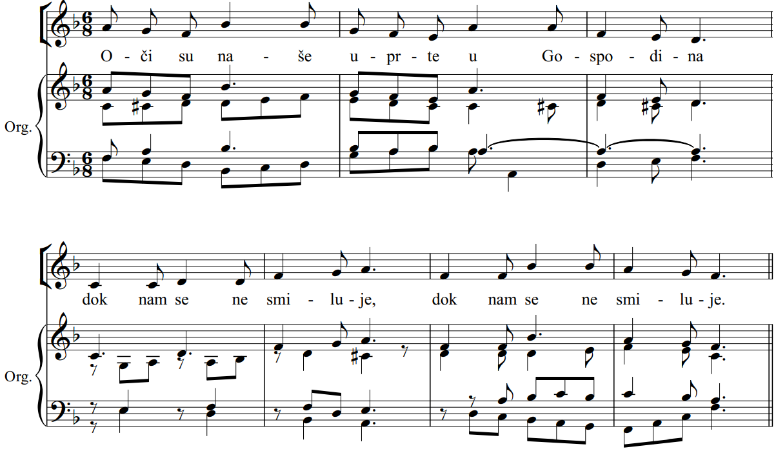 O - či su na - še u - pr - te u Go - spo - di - na
Org.
dok nam se ne smi - lu - je, dok nam se ne smi - lu - je.
Org.